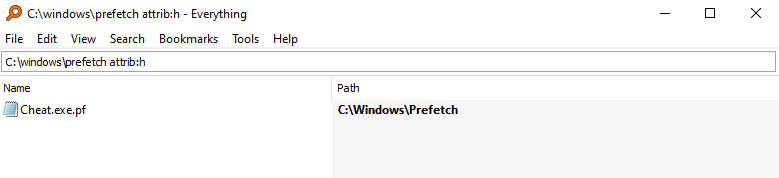 C:\windows\prefetch attrib:h - Everything
File Edit View Search Bookmarks Tools Help
C:\windows\prefetch attrib:h
Name Path
Cheat.exe.pf C:\Windows\Prefetch